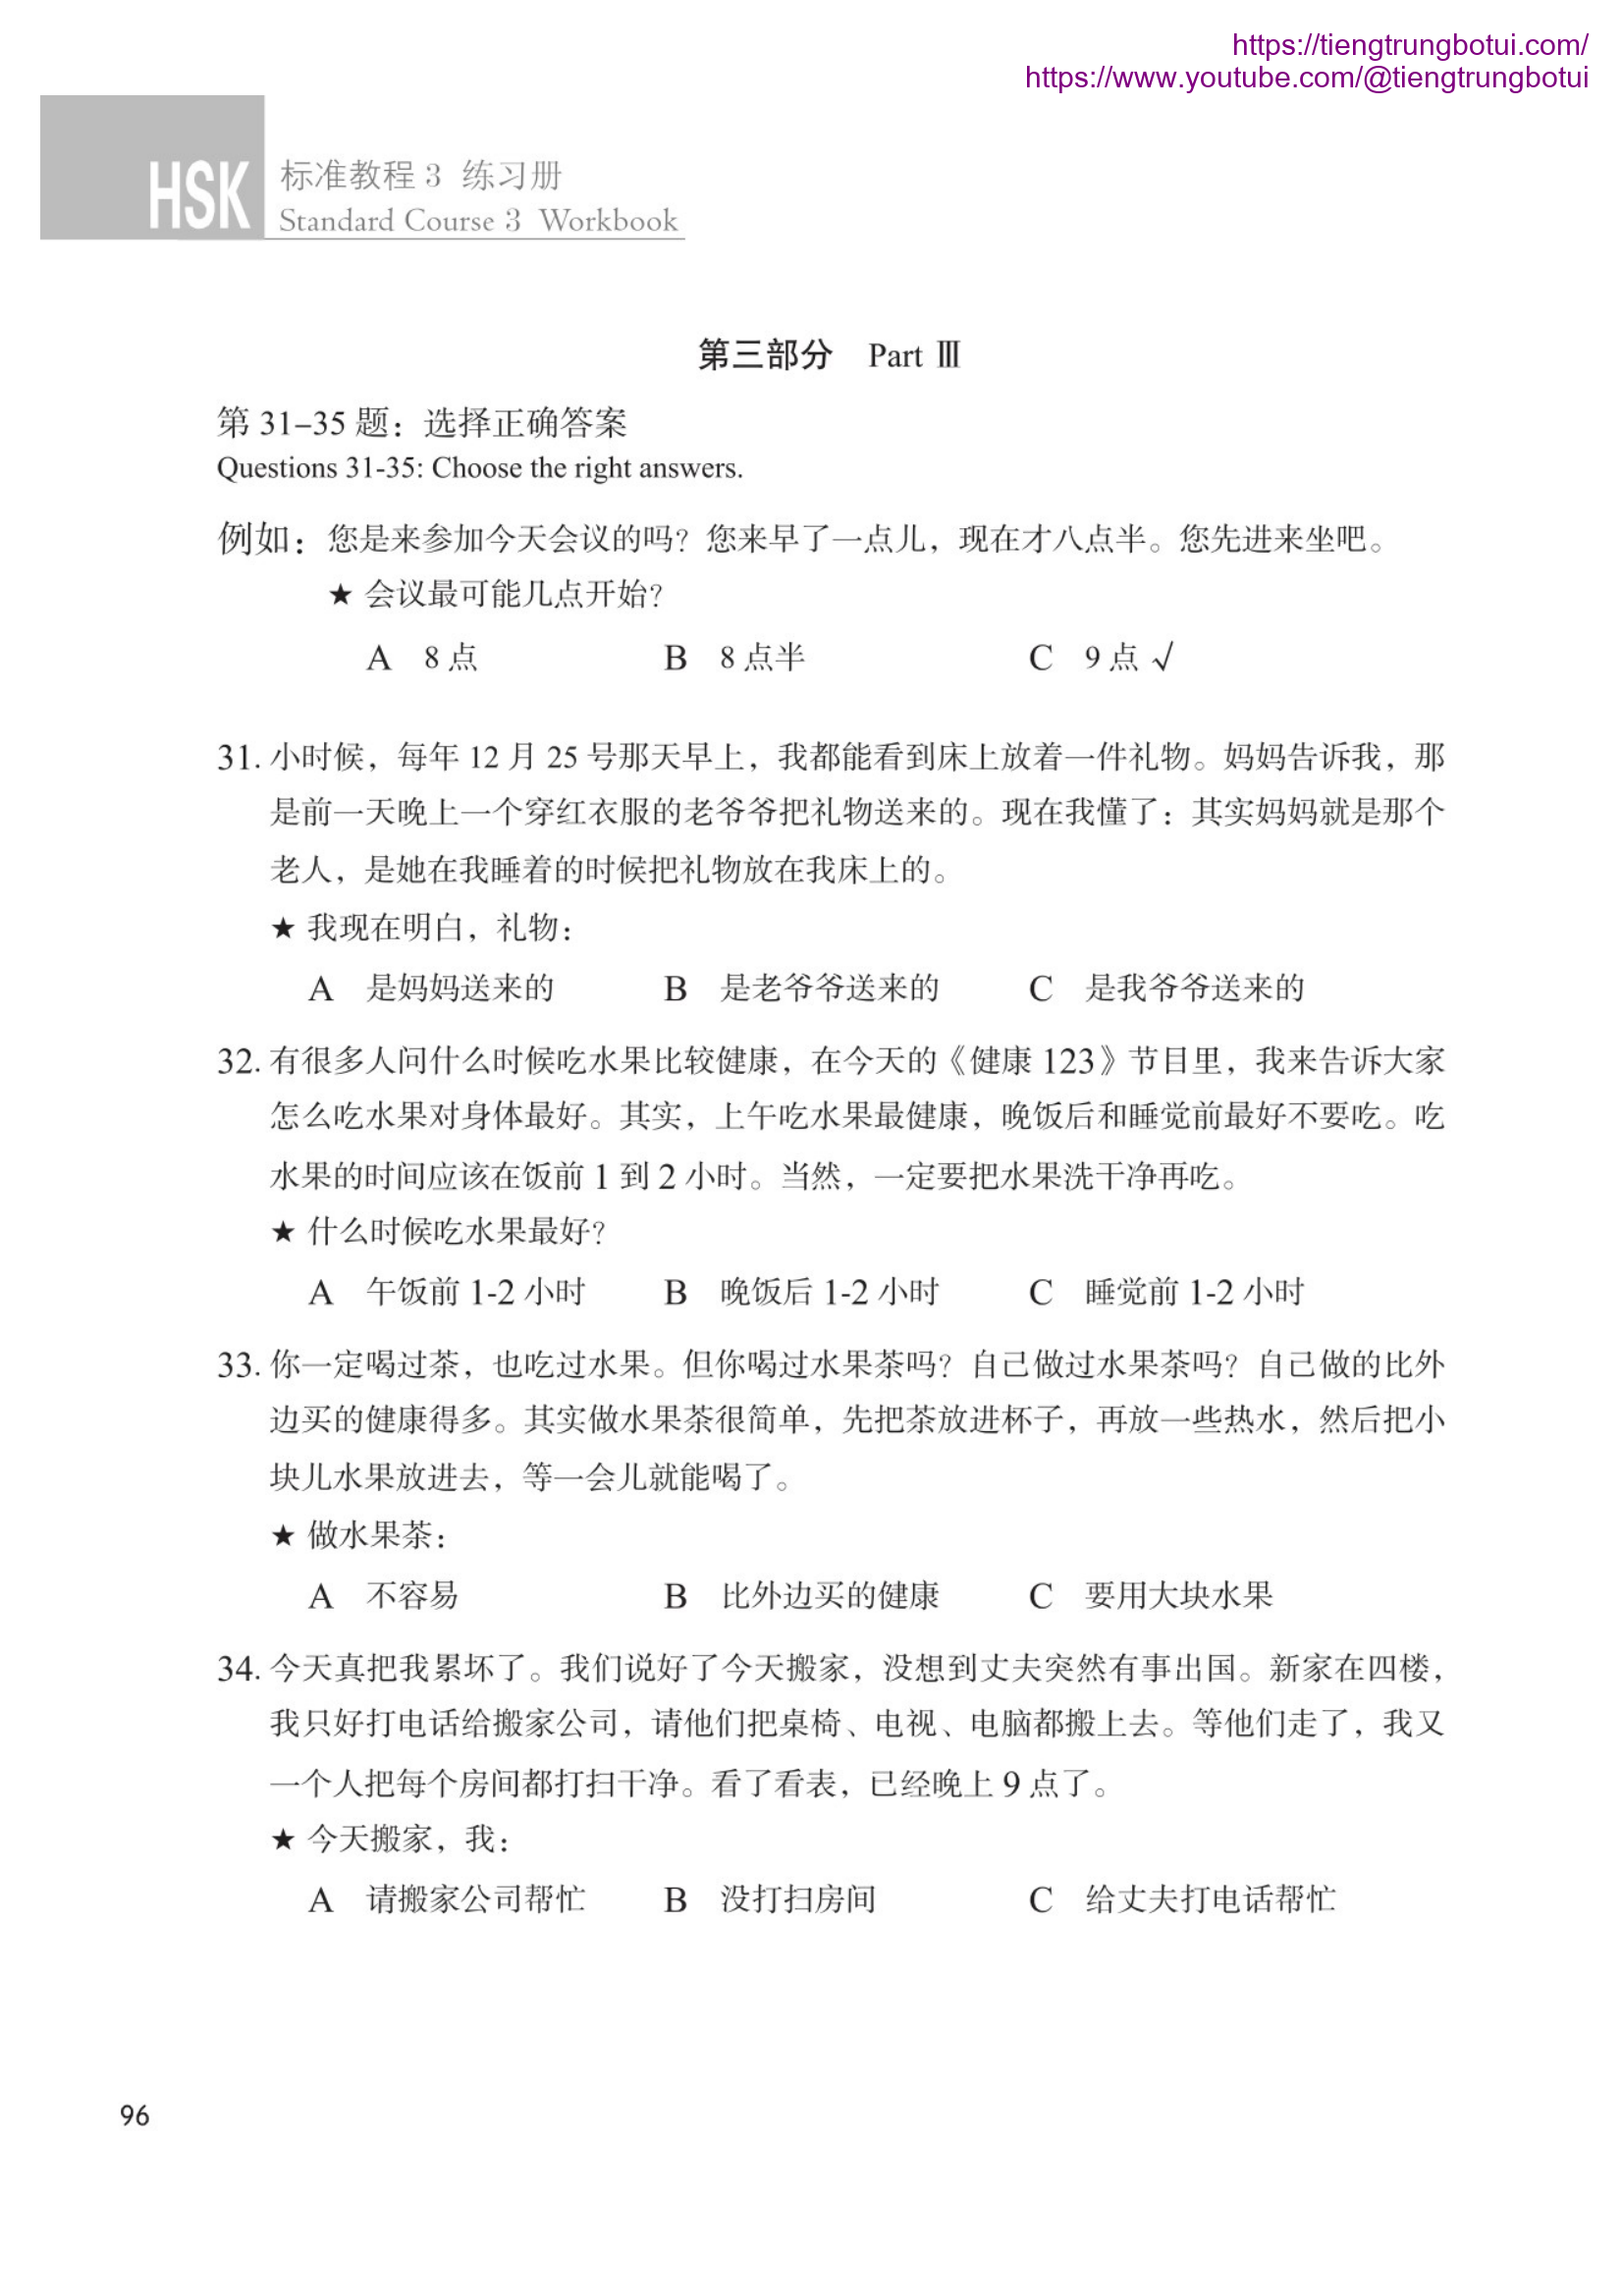 https://tiengtrungbotui.com/
https://www.youtube.com/@tiengtrungbotui
HSK 标准教程 3 练习册
Standard Course 3 Workbook
第三部分 Part Ⅲ
第 31–35 题：选择正确答案
Questions 31-35: Choose the right answers.
例如：您是来参加今天会议的吗？您来早了一点儿，现在才八点半。您先进来坐吧。
★ 会议最可能几点开始？
A 8 点 B 8 点半 C 9 点 √
31. 小时候，每年 12 月 25 号那天早上，我都能看到床上放着一件礼物。妈妈告诉我，那
是前一天晚上一个穿红衣服的老爷爷把礼物送来的。现在我懂了：其实妈妈就是那个
老人，是她在我睡着的时候把礼物放在我床上的。
★ 我现在明白，礼物：
A 是妈妈送来的 B 是老爷爷送来的 C 是我爷爷送来的
32. 有很多人问什么时候吃水果比较健康，在今天的《健康 123》节目里，我来告诉大家
怎么吃水果对身体最好。其实，上午吃水果最健康，晚饭后和睡觉前最好不要吃。吃
水果的时间应该在饭前 1 到 2 小时。当然，一定要把水果洗干净再吃。
★ 什么时候吃水果最好？
A 午饭前 1-2 小时 B 晚饭后 1-2 小时 C 睡觉前 1-2 小时
33. 你一定喝过茶，也吃过水果。但你喝过水果茶吗？自己做过水果茶吗？自己做的比外
边买的健康得多。其实做水果茶很简单，先把茶放进杯子，再放一些热水，然后把小
块儿水果放进去，等一会儿就能喝了。
★ 做水果茶：
A 不容易 B 比外边买的健康 C 要用大块水果
34. 今天真把我累坏了。我们说好了今天搬家，没想到丈夫突然有事出国。新家在四楼，
我只好打电话给搬家公司，请他们把桌椅、电视、电脑都搬上去。等他们走了，我又
一个人把每个房间都打扫干净。看了看表，已经晚上 9 点了。
★ 今天搬家，我：
A 请搬家公司帮忙 B 没打扫房间 C 给丈夫打电话帮忙
96